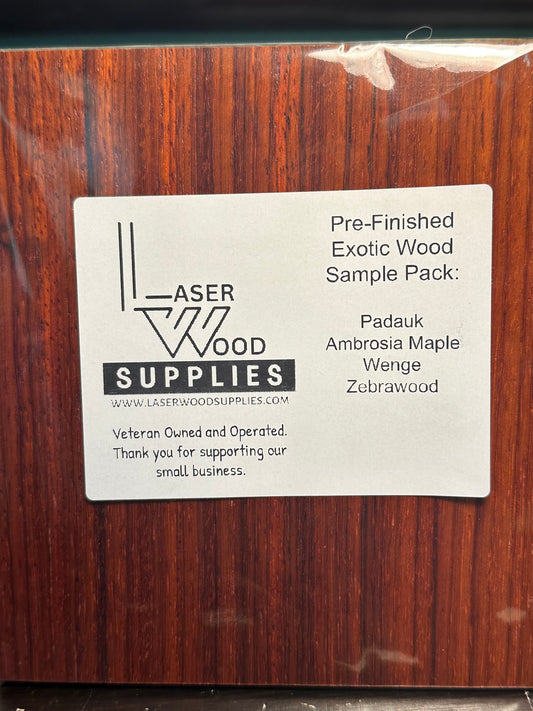 LASER
WOOD
SUPPLIES
WWW.LASERWOODSUPPLIES.COM
Veteran Owned and Operated.
Thank you for supporting our
small business.
Pre-Finished
Exotic Wood
Sample Pack:
Padauk
Ambrosia Maple
Wenge
Zebrawood